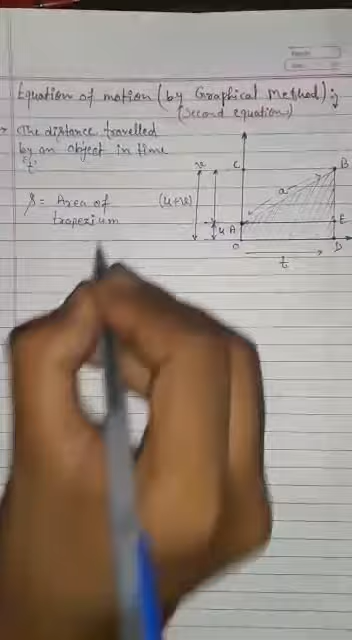 Equation of motion (by Graphical Method) :
(Second equation)
→ The distance travelled
by an object in time
't'
S = Area of
trapezium
(u+v)
v
C
B
a
u
A
E
O
D
t